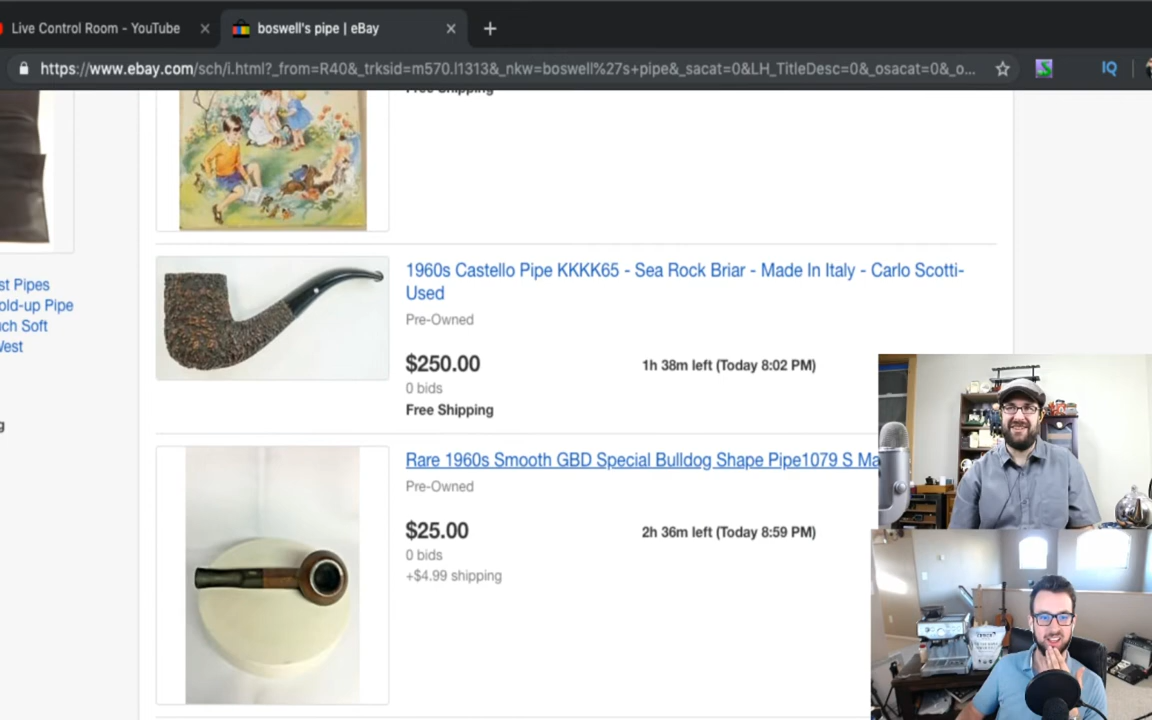 Live Control Room - YouTube
boswell's pipe | eBay
https://www.ebay.com/sch/i.html?_from=R40&_trksid=m570.l1313&_nkw=boswell%27s+pipe&_sacat=0&LH_TitleDesc=0&_osacat=0&_o...
IQ
Free Shipping
st Pipes
old-up Pipe
uch Soft
West
g
1960s Castello Pipe KKKK65 - Sea Rock Briar - Made In Italy - Carlo Scotti-
Used
Pre-Owned
$250.00
1h 38m left (Today 8:02 PM)
0 bids
Free Shipping
Rare 1960s Smooth GBD Special Bulldog Shape Pipe1079 S Ma
Pre-Owned
$25.00
2h 36m left (Today 8:59 PM)
0 bids
+$4.99 shipping